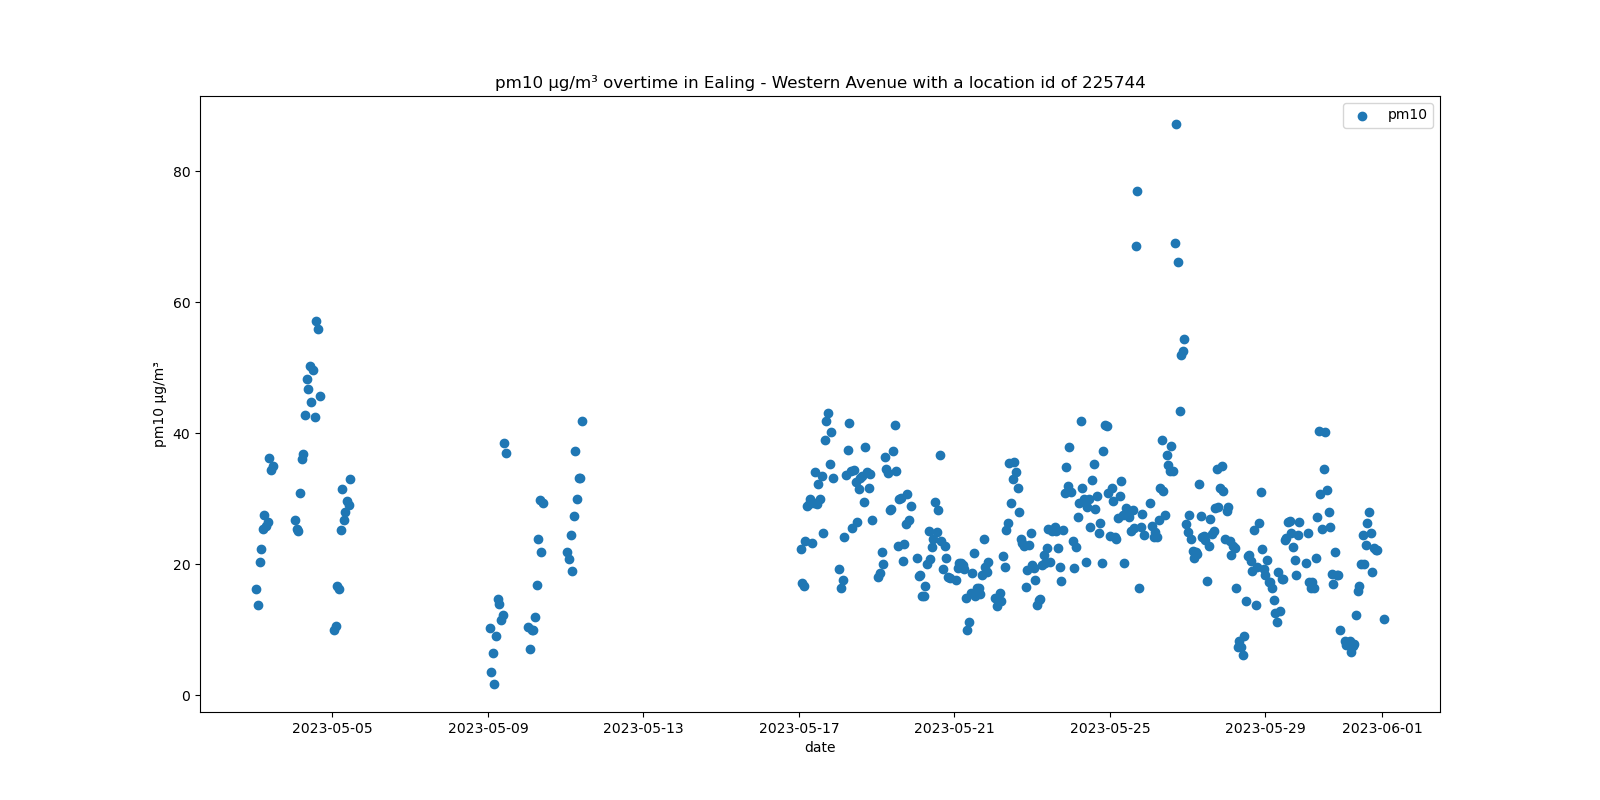 pm10 µg/m³ overtime in Ealing - Western Avenue with a location id of 225744
pm10
80
60
40
20
0
pm10 µg/m³
2023-05-05 2023-05-09 2023-05-13 2023-05-17 2023-05-21 2023-05-25 2023-05-29 2023-06-01
date